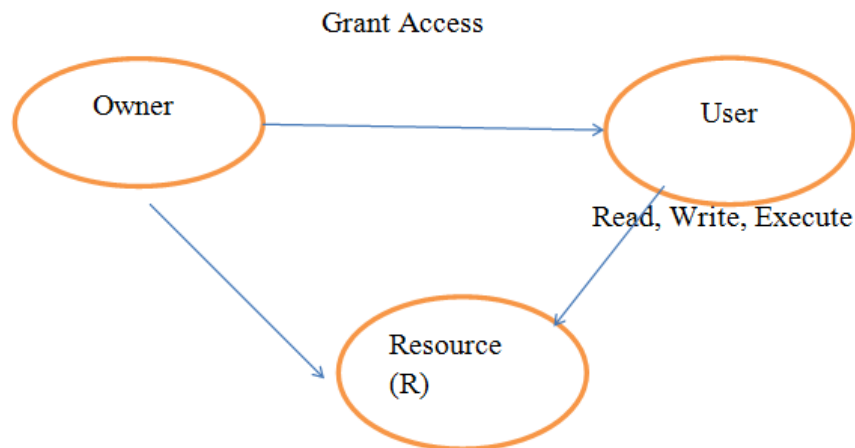 Grant Access
Owner
User
Read, Write, Execute
Resource
(R)